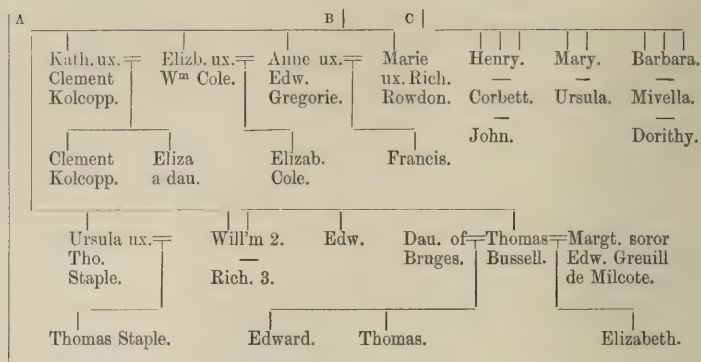 A B C
Kath. ux. Elizb. ux. Anne ux. Marie Henry. Mary. Barbara.
Clement Wm Cole. Edw. ux. Rich. — — —
Kolcopp. Gregorie. Rowdon. Corbett. Ursula. Mivella.
— —
John. Dorithy.
Clement Eliza Elizab. Francis.
Kolcopp. a dau. Cole.
Ursula ux. Will'm 2. Edw. Dau. of Thomas Margt. soror
Tho. — Bruges. Bussell. Edw. Greuill
Staple. Rich. 3. de Milcote.
Thomas Staple. Edward. Thomas. Elizabeth.